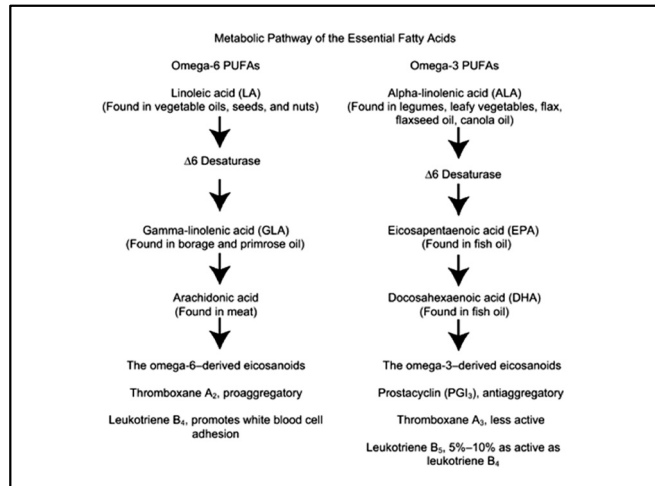 Metabolic Pathway of the Essential Fatty Acids
Omega-6 PUFAs
Linoleic acid (LA)
(Found in vegetable oils, seeds, and nuts)
Δ6 Desaturase
Gamma-linolenic acid (GLA)
(Found in borage and primrose oil)
Arachidonic acid
(Found in meat)
The omega-6–derived eicosanoids
Thromboxane A₂, proaggregatory
Leukotriene B₄, promotes white blood cell
adhesion
Omega-3 PUFAs
Alpha-linolenic acid (ALA)
(Found in legumes, leafy vegetables, flax,
flaxseed oil, canola oil)
Δ6 Desaturase
Eicosapentaenoic acid (EPA)
(Found in fish oil)
Docosahexaenoic acid (DHA)
(Found in fish oil)
The omega-3–derived eicosanoids
Prostacyclin (PGI₃), antiaggregatory
Thromboxane A₃, less active
Leukotriene B₅, 5%–10% as active as
leukotriene B₄